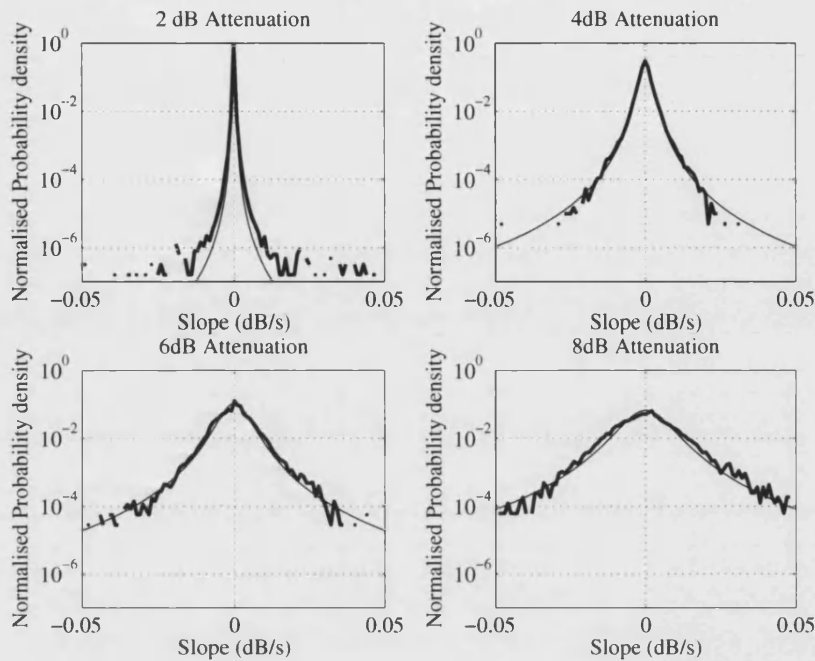 2 dB Attenuation
Normalised Probability density
10^0
10^-2
10^-4
10^-6
−0.05
0
0.05
Slope (dB/s)
4dB Attenuation
Normalised Probability density
10^0
10^-2
10^-4
10^-6
−0.05
0
0.05
Slope (dB/s)
6dB Attenuation
Normalised Probability density
10^0
10^-2
10^-4
10^-6
−0.05
0
0.05
Slope (dB/s)
8dB Attenuation
Normalised Probability density
10^0
10^-2
10^-4
10^-6
−0.05
0
0.05
Slope (dB/s)